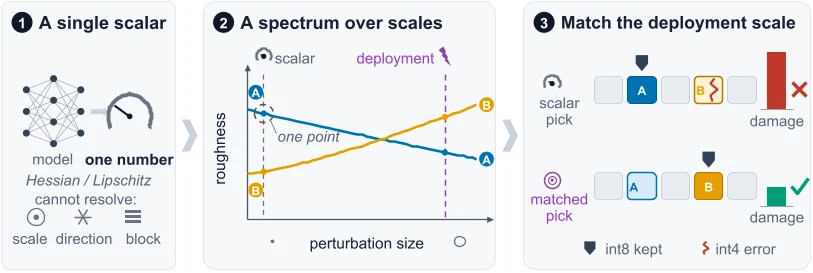 1 A single scalar
model one number
Hessian / Lipschitz
cannot resolve:
scale direction block
2 A spectrum over scales
scalar
deployment
A
B
one point
B
A
roughness
perturbation size
3 Match the deployment scale
A B
scalar
pick
damage
A B
matched
pick
damage
int8 kept int4 error